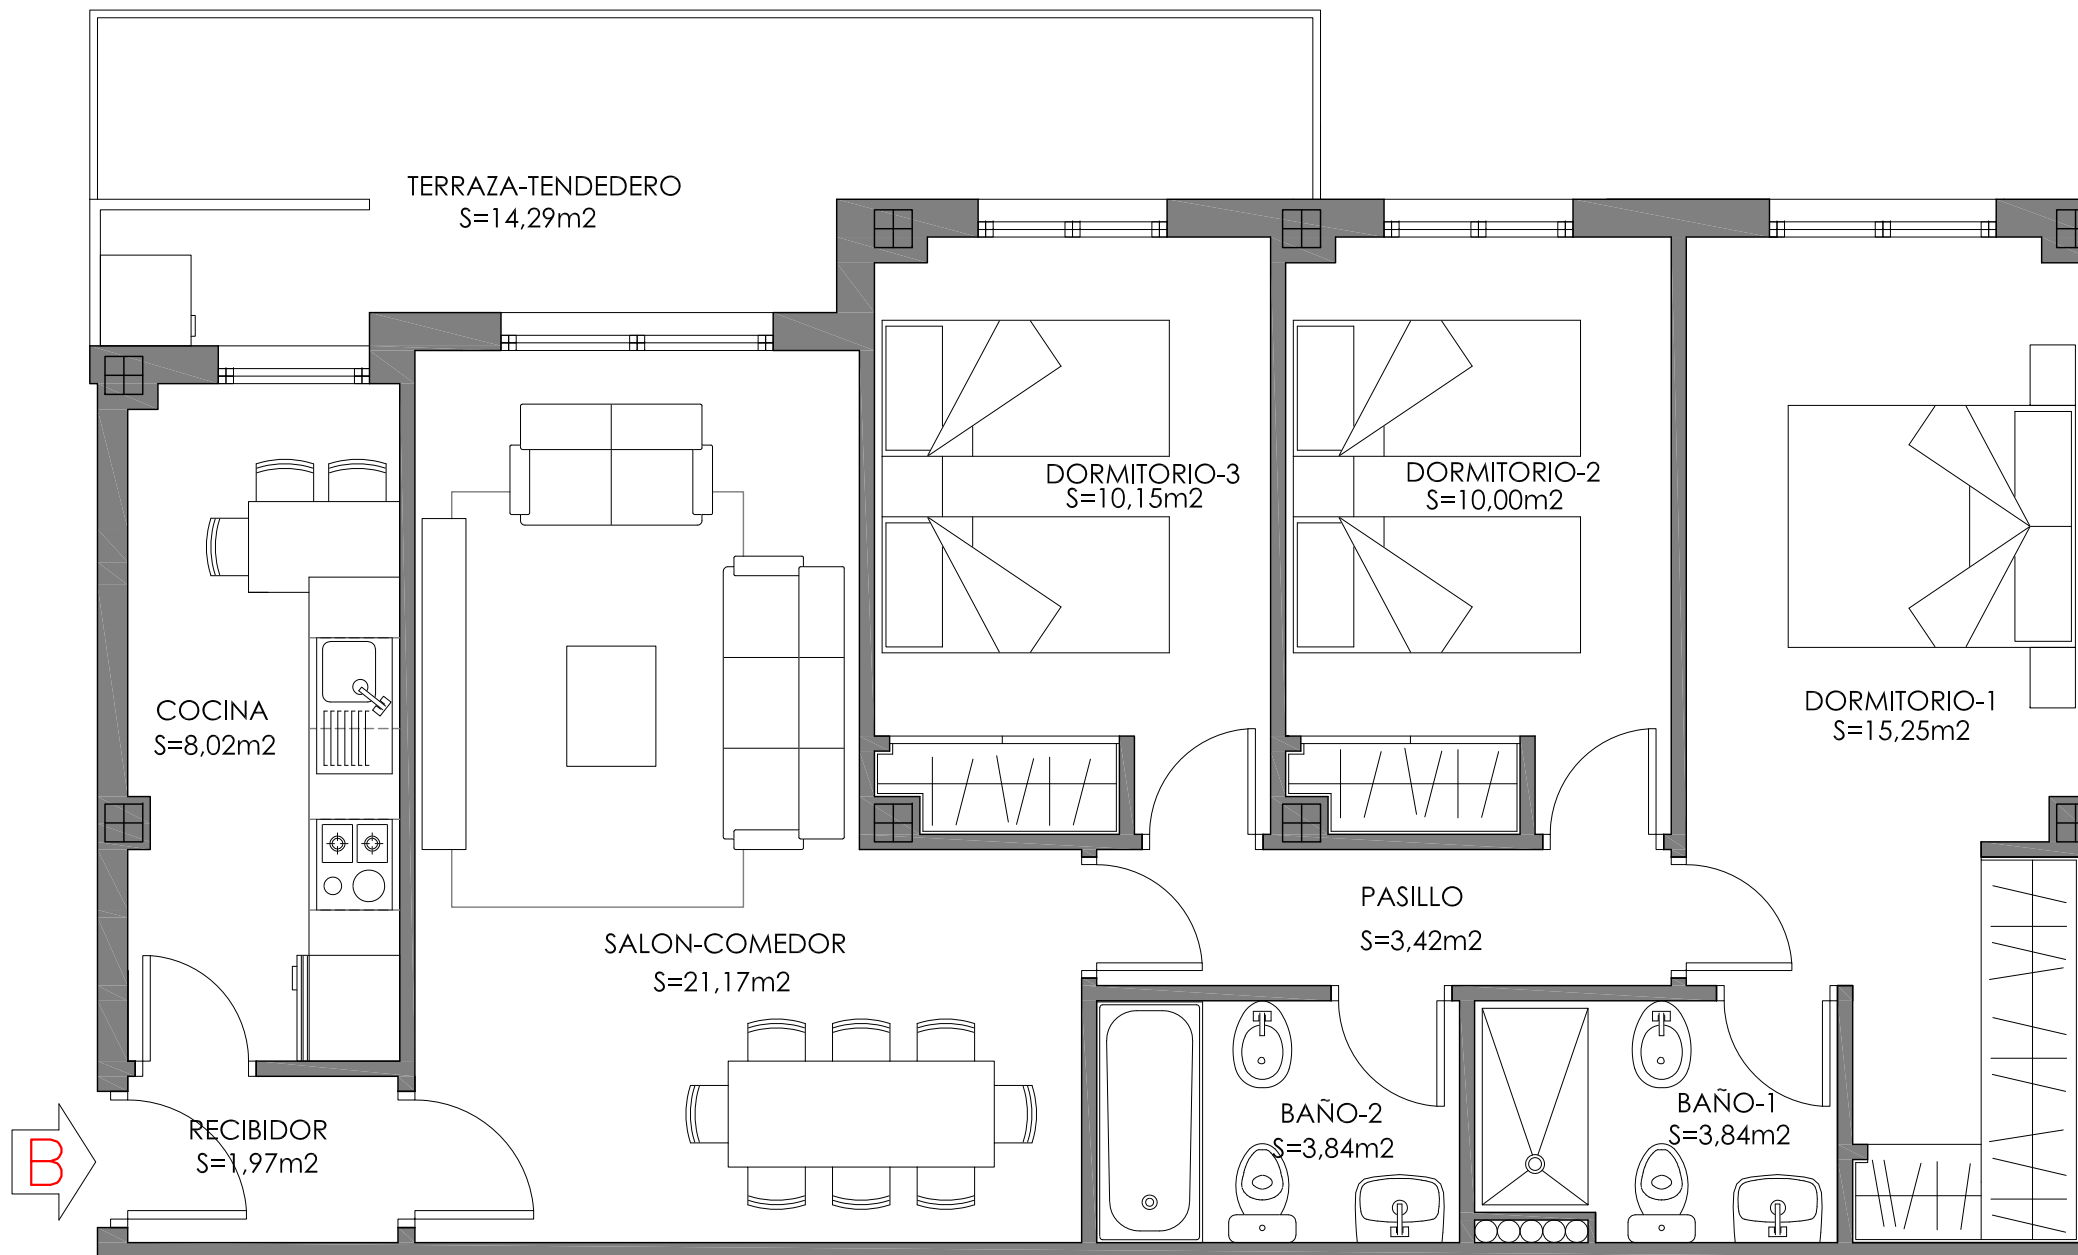 TERRAZA-TENDEDERO
S=14,29m2
DORMITORIO-3
S=10,15m2
DORMITORIO-2
S=10,00m2
DORMITORIO-1
S=15,25m2
COCINA
S=8,02m2
PASILLO
S=3,42m2
SALON-COMEDOR
S=21,17m2
BAÑO-2
S=3,84m2
BAÑO-1
S=3,84m2
RECIBIDOR
S=1,97m2
B